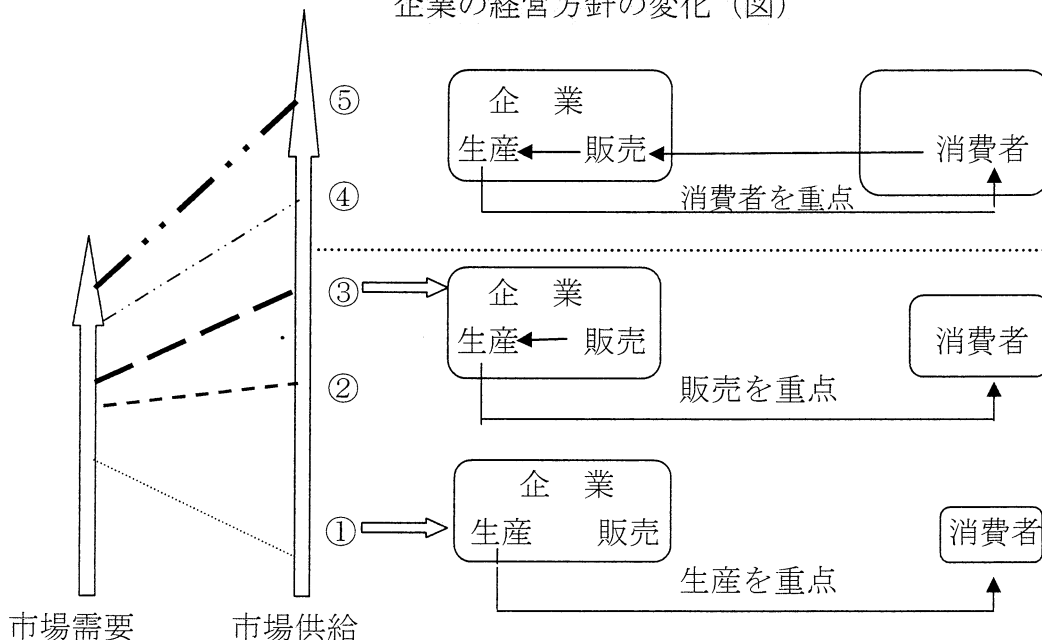 企業の経営方針の変化（図）
⑤
企　業
生産　販売
消費者
消費者を重点
④
③
企　業
生産　販売
消費者
販売を重点
②
企　業
①
生産　販売
消費者
生産を重点
市場需要　市場供給